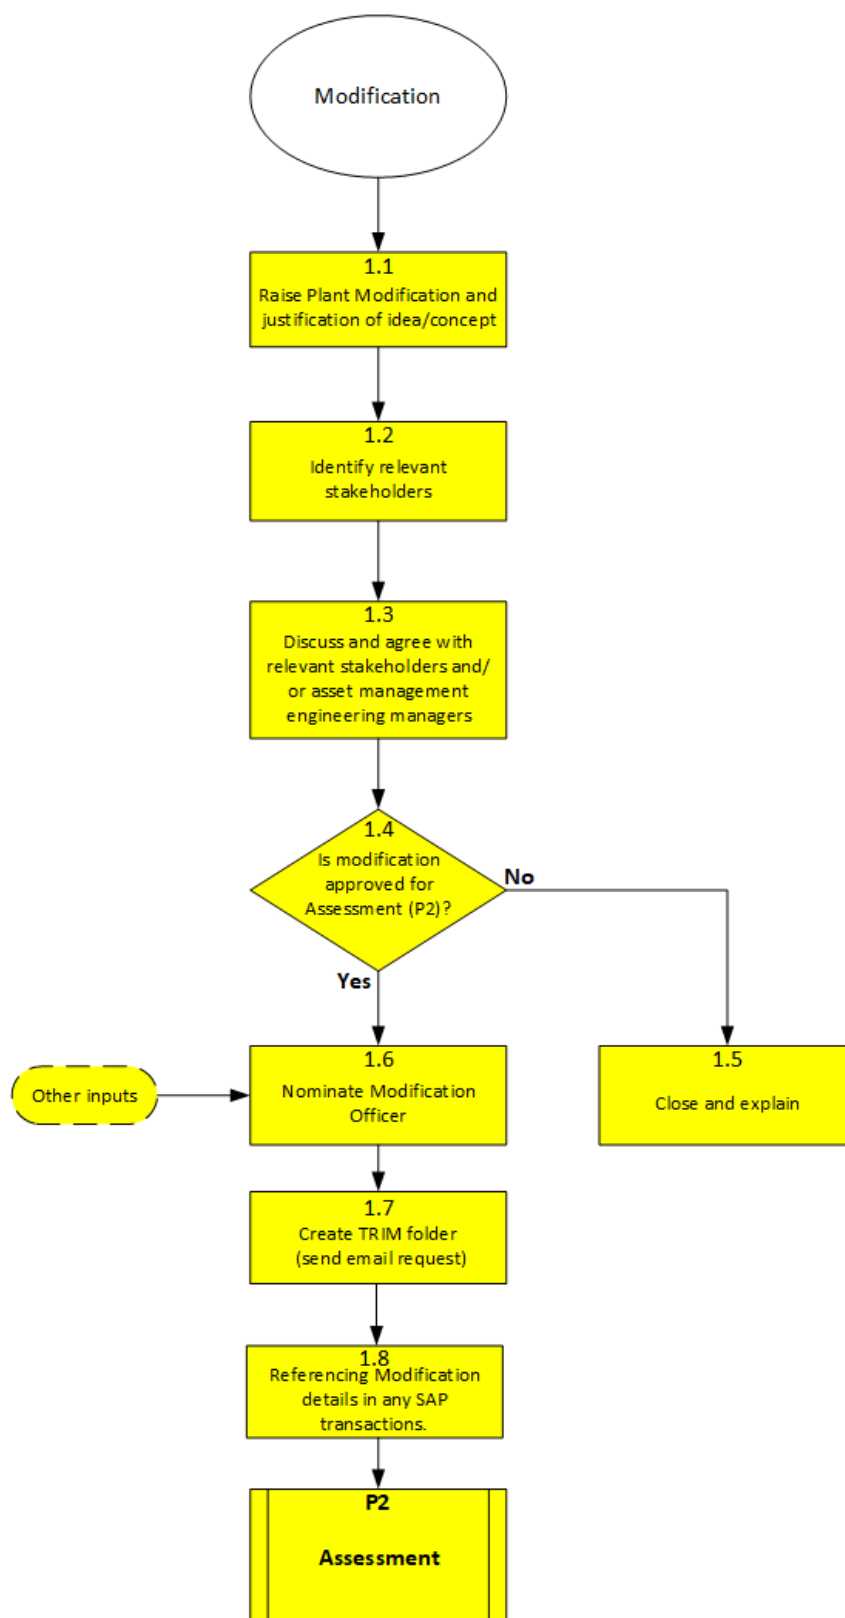 Modification
1.1
Raise Plant Modification and
justification of idea/concept
1.2
Identify relevant
stakeholders
1.3
Discuss and agree with
relevant stakeholders and/
or asset management
engineering managers
1.4
Is modification
approved for
Assessment (P2)?
No
Yes
1.6
Nominate Modification
Officer
Other inputs
1.5
Close and explain
1.7
Create TRIM folder
(send email request)
1.8
Referencing Modification
details in any SAP
transactions.
P2
Assessment